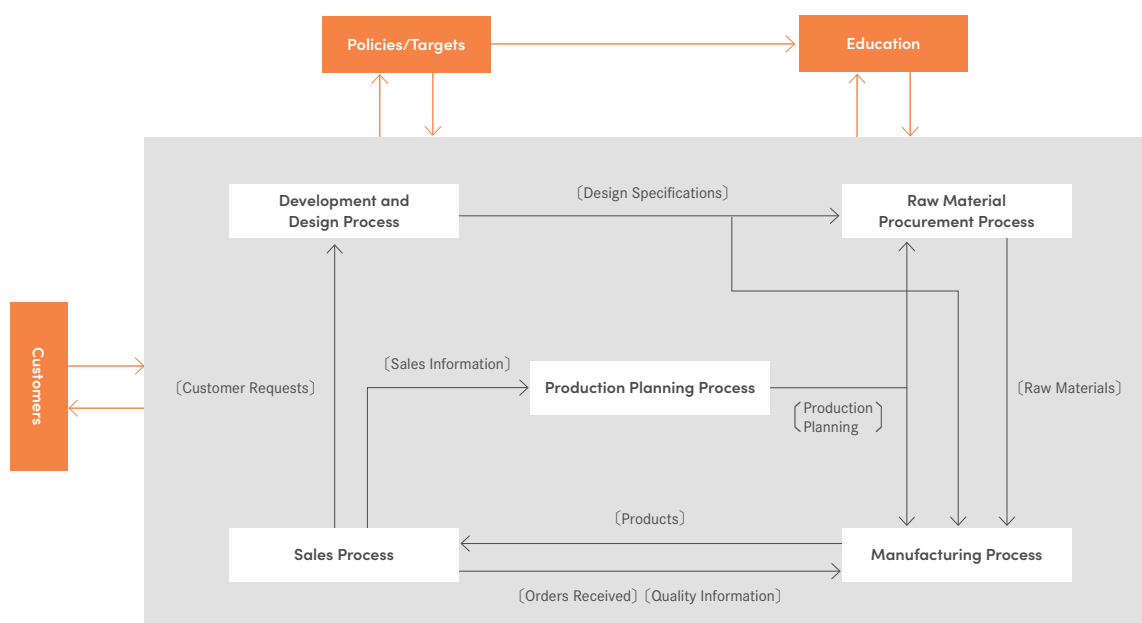 Policies/Targets
Education
Development and
Design Process
〔Design Specifications〕
Raw Material
Procurement Process
Customers
〔Customer Requests〕
〔Sales Information〕
Production Planning Process
〔Production
Planning〕
〔Raw Materials〕
〔Products〕
Sales Process
Manufacturing Process
〔Orders Received〕〔Quality Information〕